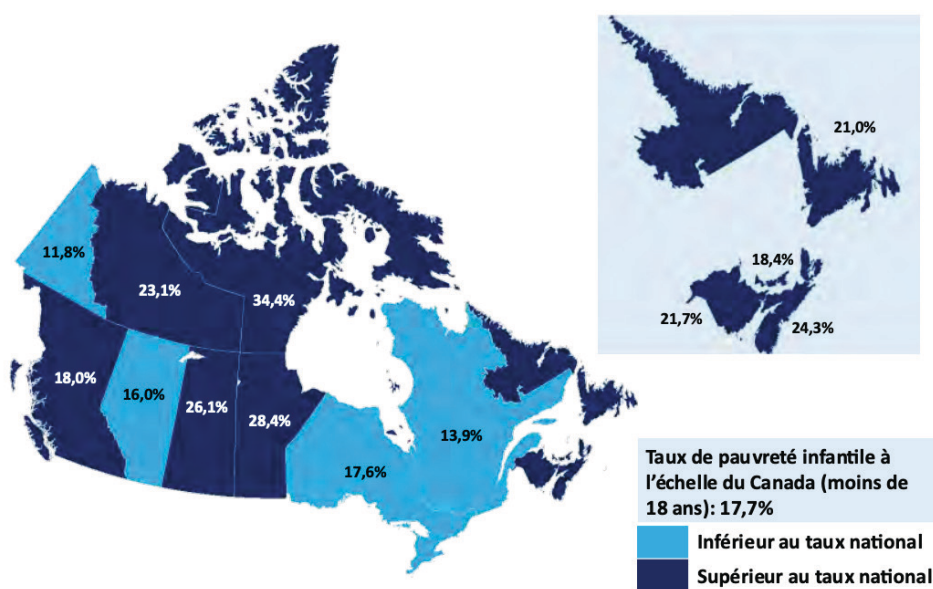 21,0%
11,8%
18,4%
23,1%
34,4%
21,7%
24,3%
18,0%
16,0%
26,1%
28,4%
13,9%
17,6%
Taux de pauvreté infantile à
l’échelle du Canada (moins de
18 ans): 17,7%
Inférieur au taux national
Supérieur au taux national